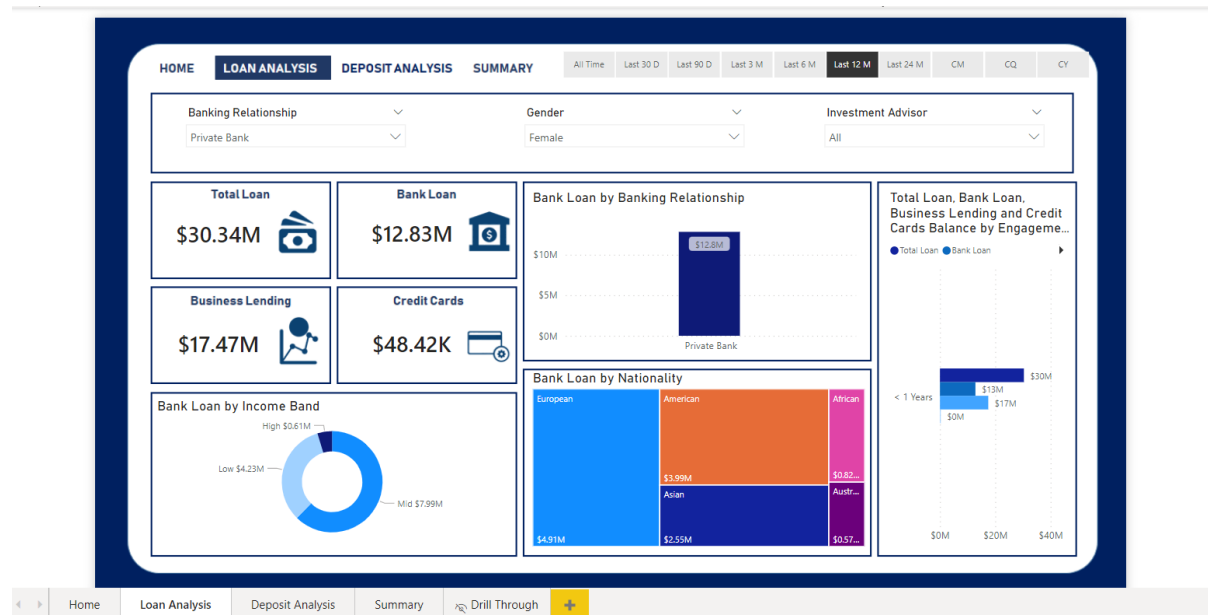 HOME
LOAN ANALYSIS
DEPOSIT ANALYSIS
SUMMARY
All Time
Last 30 D
Last 90 D
Last 3 M
Last 6 M
Last 12 M
Last 24 M
CM
CQ
CY
Banking Relationship
Private Bank
Gender
Female
Investment Advisor
All
Total Loan
$30.34M
Bank Loan
$12.83M
Business Lending
$17.47M
Credit Cards
$48.42K
Bank Loan by Income Band
High $0.61M
Low $4.23M
Mid $7.99M
Bank Loan by Banking Relationship
$12.8M
$10M
$5M
$0M
Private Bank
Bank Loan by Nationality
European
$4.91M
American
$3.99M
Asian
$2.55M
African
$0.82...
Austr...
$0.57...
Total Loan, Bank Loan,
Business Lending and Credit
Cards Balance by Engageme...
Total Loan
Bank Loan
< 1 Years
$30M
$13M
$17M
$0M
$0M
$20M
$40M
Home
Loan Analysis
Deposit Analysis
Summary
Drill Through
+